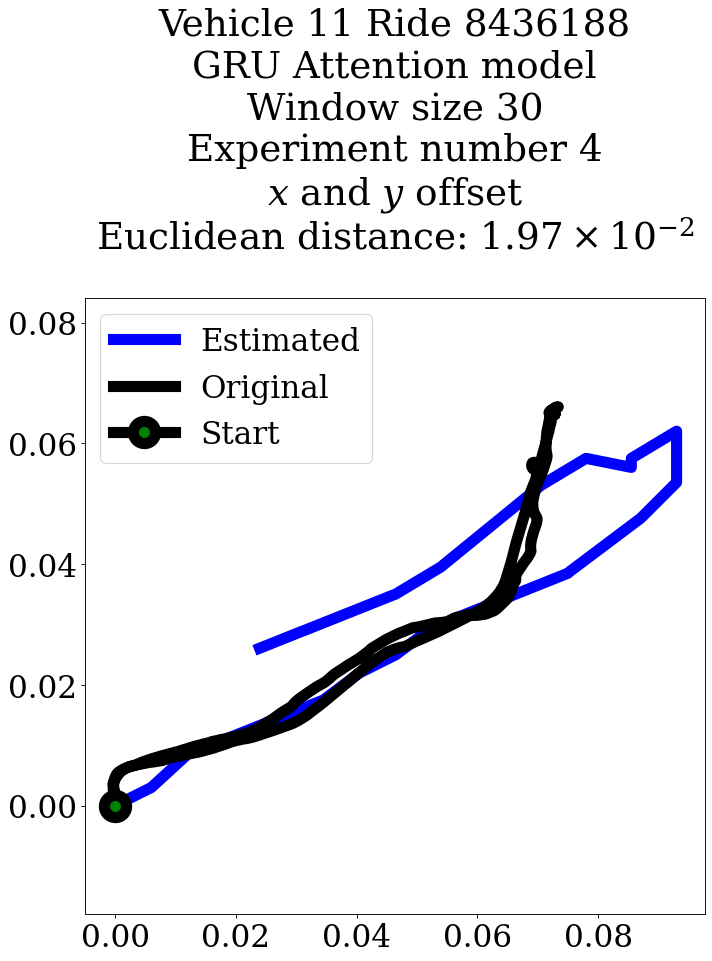 Vehicle 11 Ride 8436188
GRU Attention model
Window size 30
Experiment number 4
x and y offset
Euclidean distance: 1.97 × 10⁻²
Estimated
Original
Start
0.08
0.06
0.04
0.02
0.00
0.00 0.02 0.04 0.06 0.08